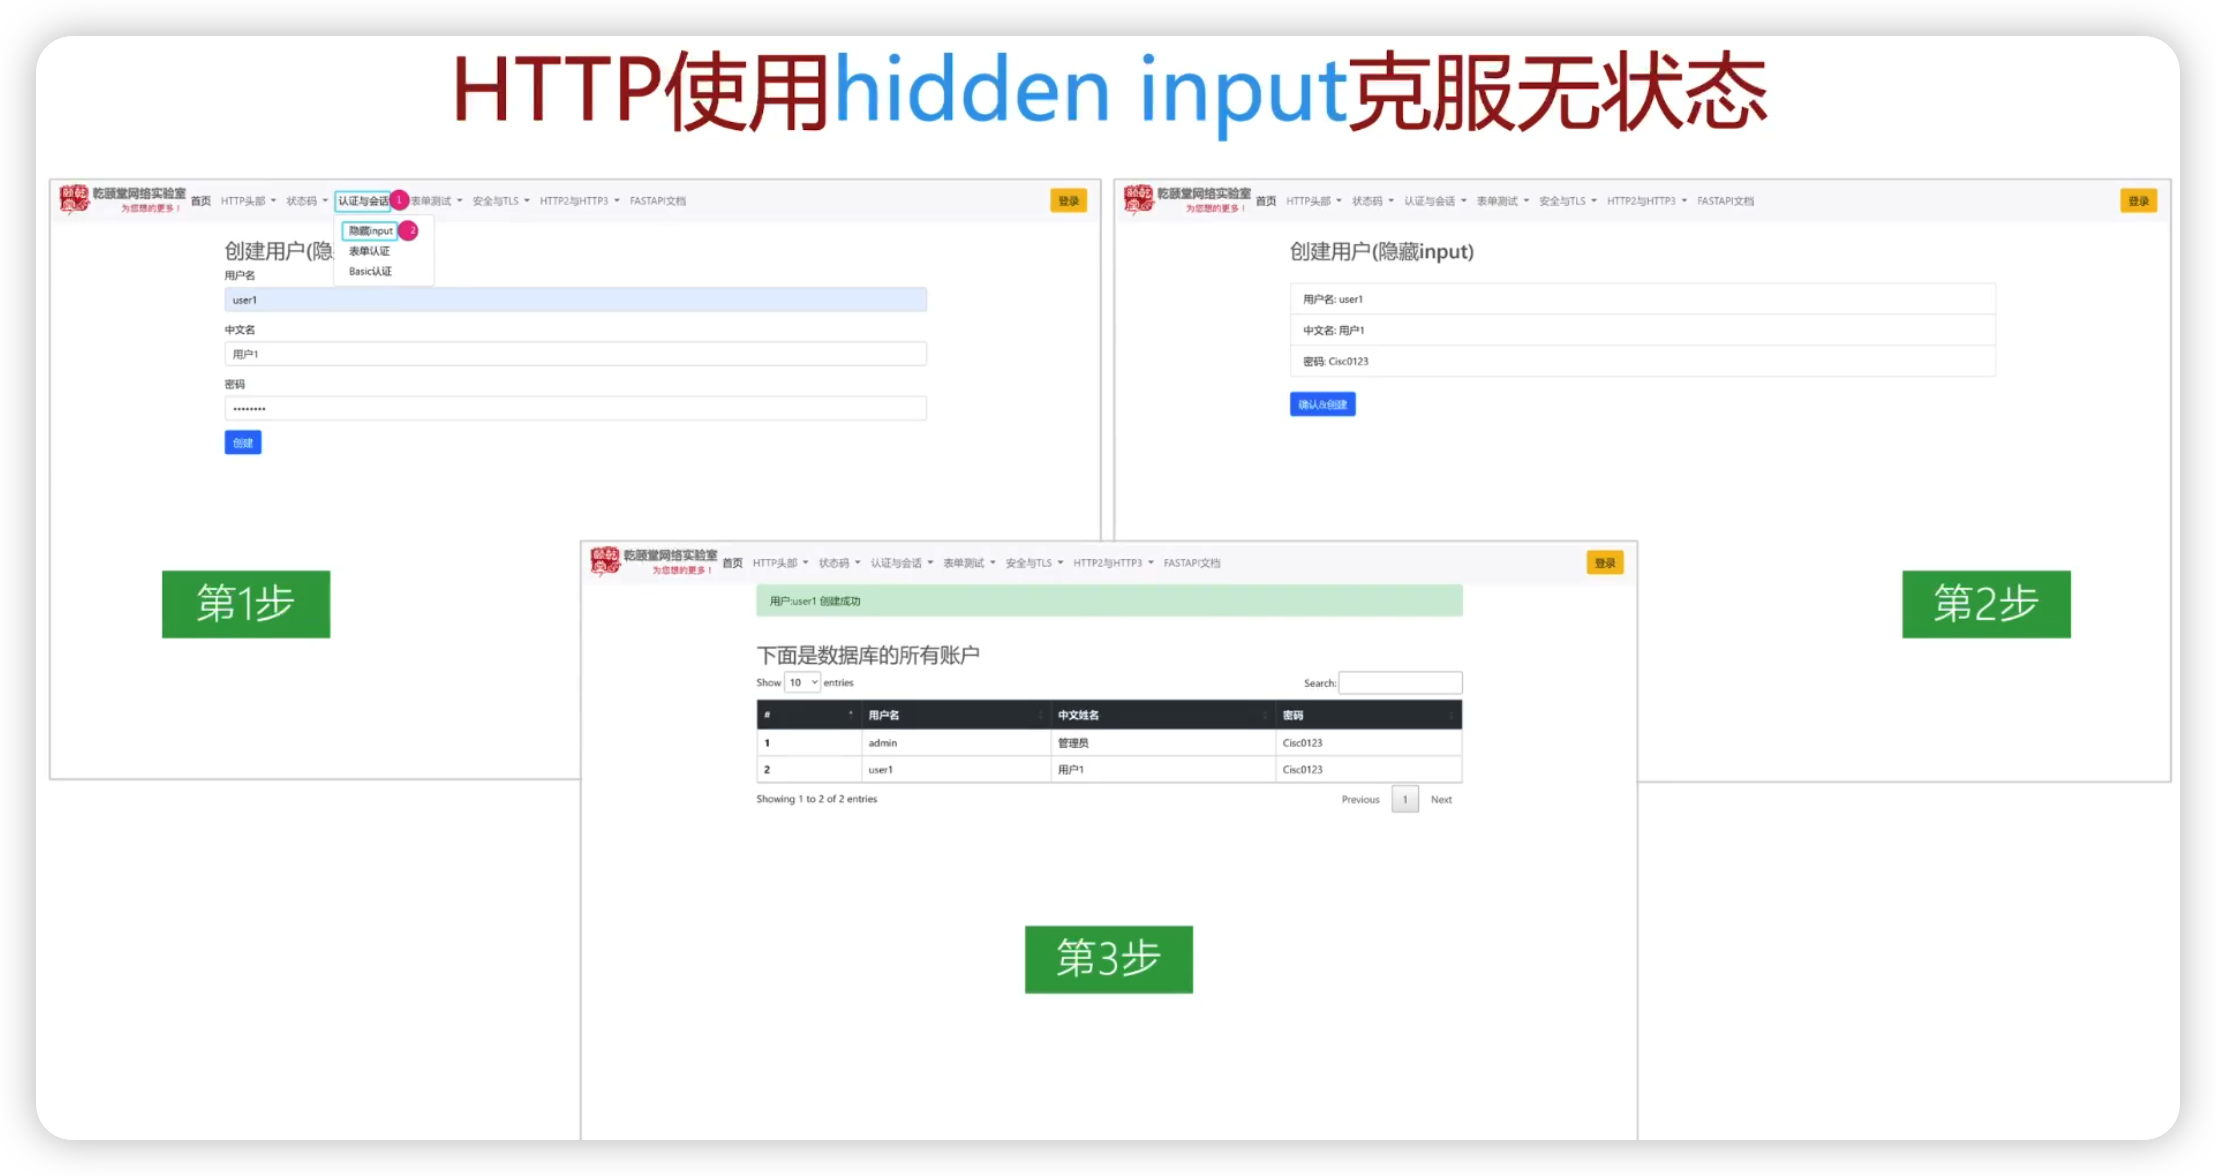 HTTP使用hidden input克服无状态
乾颐堂网络实验室
为您想的更多！
首页 HTTP头部 状态码 认证与会话 1 表单测试 安全与TLS HTTP2与HTTP3 FASTAPI文档 登录
隐藏input 2
表单认证
Basic认证
创建用户(隐
用户名
user1
中文名
用户1
密码
••••••••
创建
第1步
乾颐堂网络实验室
为您想的更多！
首页 HTTP头部 状态码 认证与会话 表单测试 安全与TLS HTTP2与HTTP3 FASTAPI文档 登录
创建用户(隐藏input)
用户名: user1
中文名: 用户1
密码: Cisc0123
确认&创建
第2步
乾颐堂网络实验室
为您想的更多！
首页 HTTP头部 状态码 认证与会话 表单测试 安全与TLS HTTP2与HTTP3 FASTAPI文档 登录
用户:user1 创建成功
下面是数据库的所有账户
Show 10 entries Search:
# 用户名 中文姓名 密码
1 admin 管理员 Cisc0123
2 user1 用户1 Cisc0123
Showing 1 to 2 of 2 entries Previous 1 Next
第3步